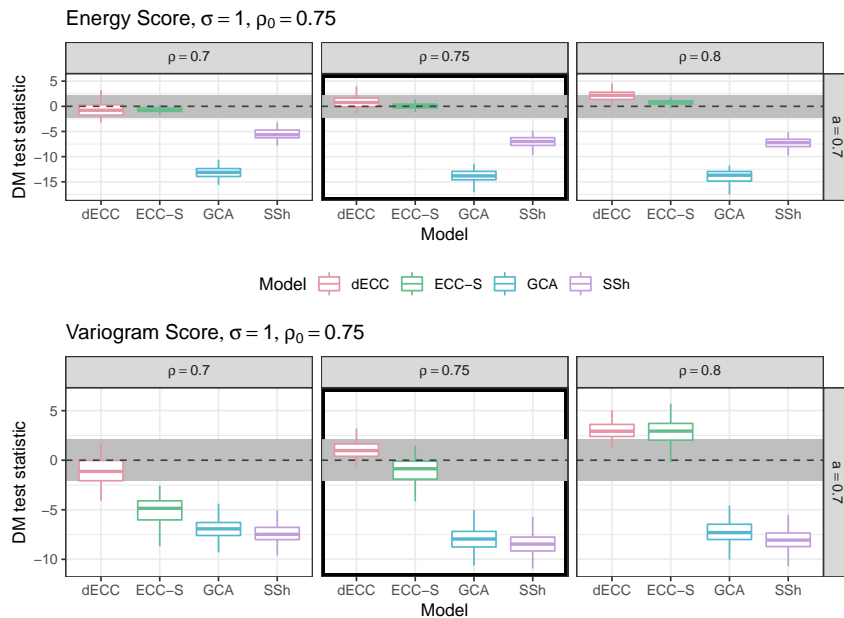 Energy Score, σ = 1, ρ₀ = 0.75
ρ = 0.7
ρ = 0.75
ρ = 0.8
DM test statistic
5
0
−5
−10
−15
a = 0.7
dECC ECC−S GCA SSh
dECC ECC−S GCA SSh
dECC ECC−S GCA SSh
Model
Model dECC ECC−S GCA SSh
Variogram Score, σ = 1, ρ₀ = 0.75
ρ = 0.7
ρ = 0.75
ρ = 0.8
DM test statistic
5
0
−5
−10
a = 0.7
dECC ECC−S GCA SSh
dECC ECC−S GCA SSh
dECC ECC−S GCA SSh
Model